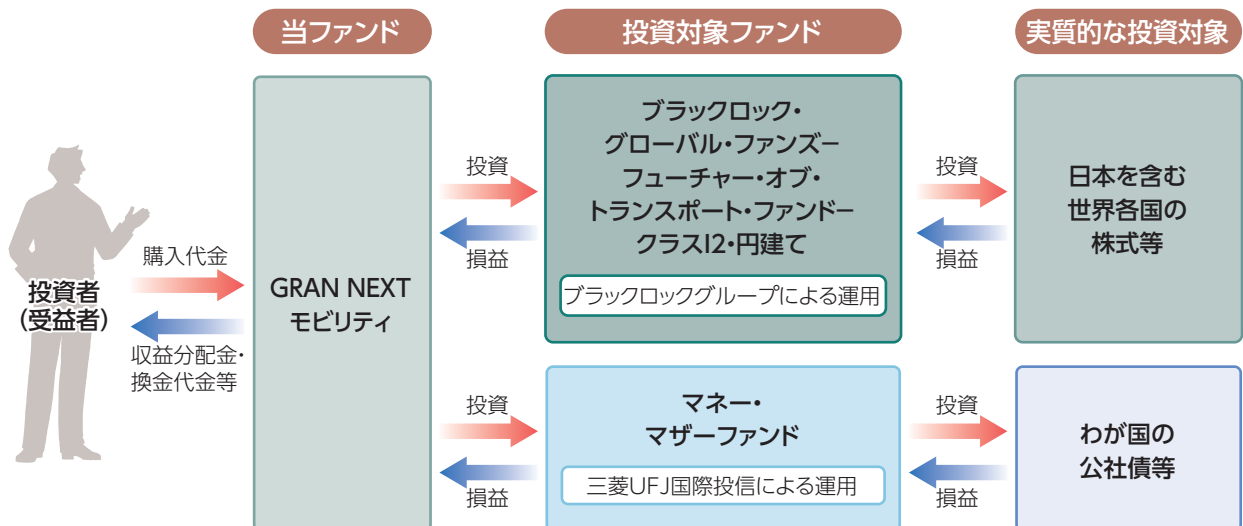 当ファンド
投資対象ファンド
実質的な投資対象
投資者
（受益者）
購入代金
収益分配金・
換金代金等
GRAN NEXT
モビリティ
投資
損益
ブラックロック・
グローバル・ファンズー
フューチャー・オブ・
トランスポート・ファンドー
クラスI2・円建て
ブラックロックグループによる運用
投資
損益
日本を含む
世界各国の
株式等
投資
損益
マネー・
マザーファンド
三菱UFJ国際投信による運用
投資
損益
わが国の
公社債等